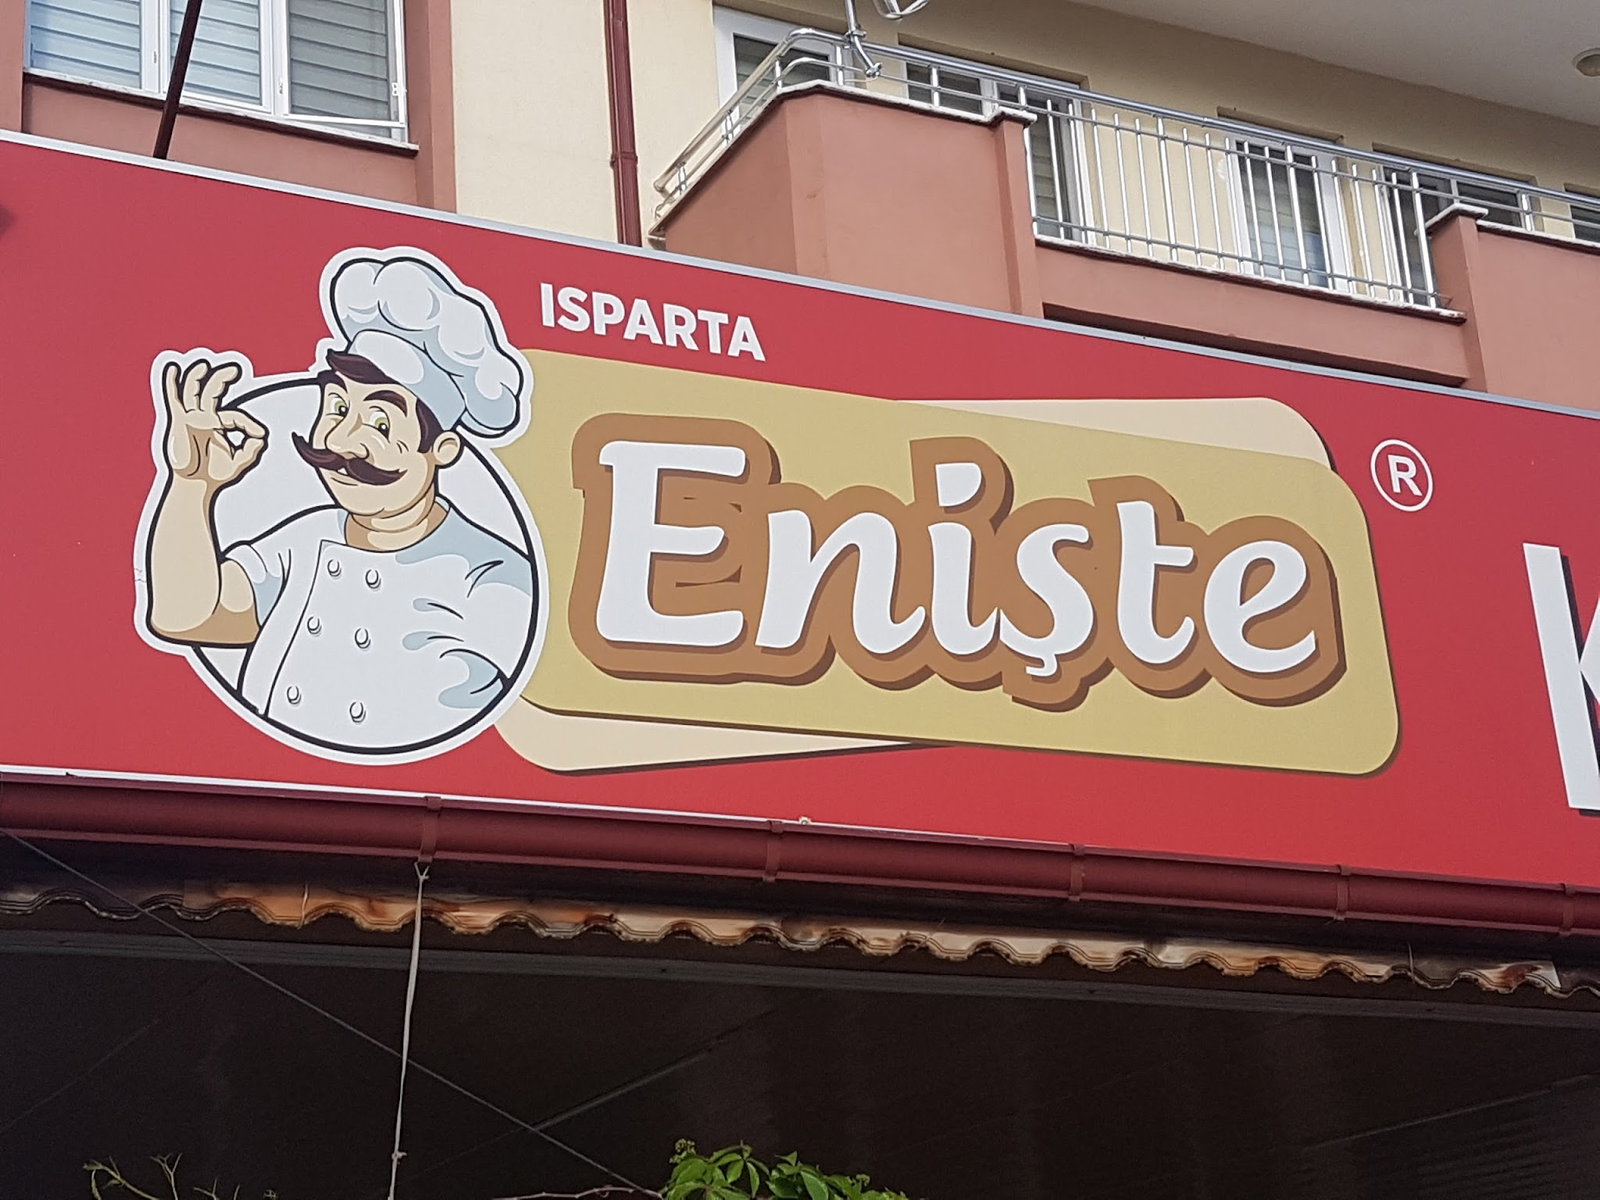 ISPARTA
Enişte ®
K